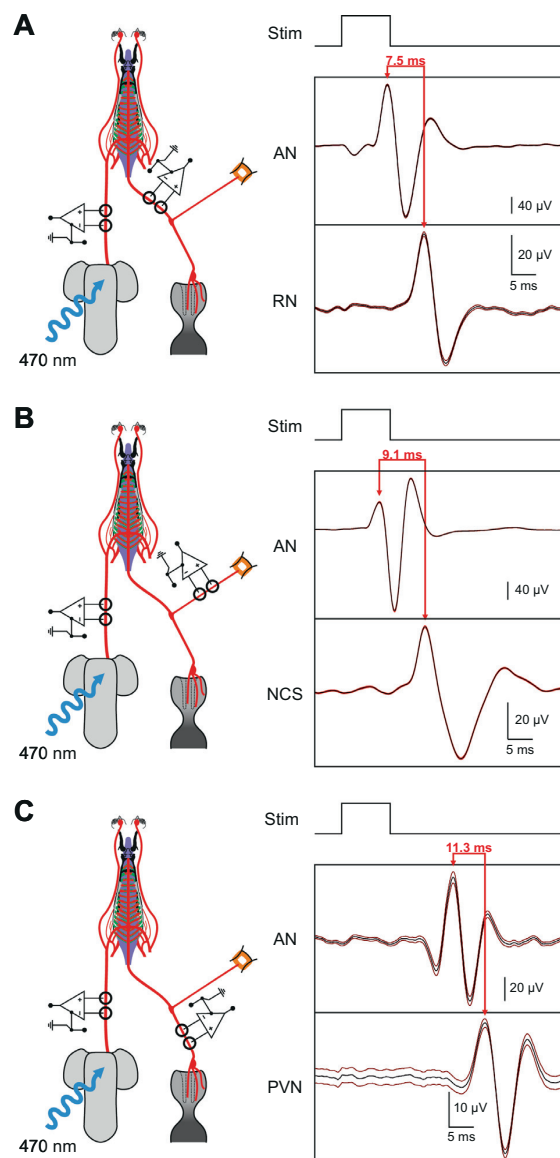 A
Stim
7.5 ms
AN
40 µV
20 µV
5 ms
RN
470 nm
B
Stim
9.1 ms
AN
40 µV
NCS
20 µV
5 ms
470 nm
C
Stim
11.3 ms
AN
20 µV
PVN
10 µV
5 ms
470 nm